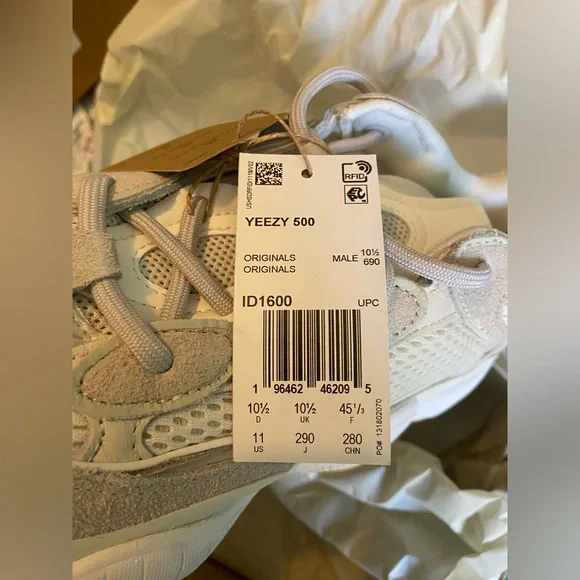 RFID
YEEZY 500
ORIGINALS
ORIGINALS
MALE 10½
690
ID1600
UPC
1 96462 46209 5
10½ 10½ 45⅓
D UK F
11 290 280
US J CHN
PO# 131802070